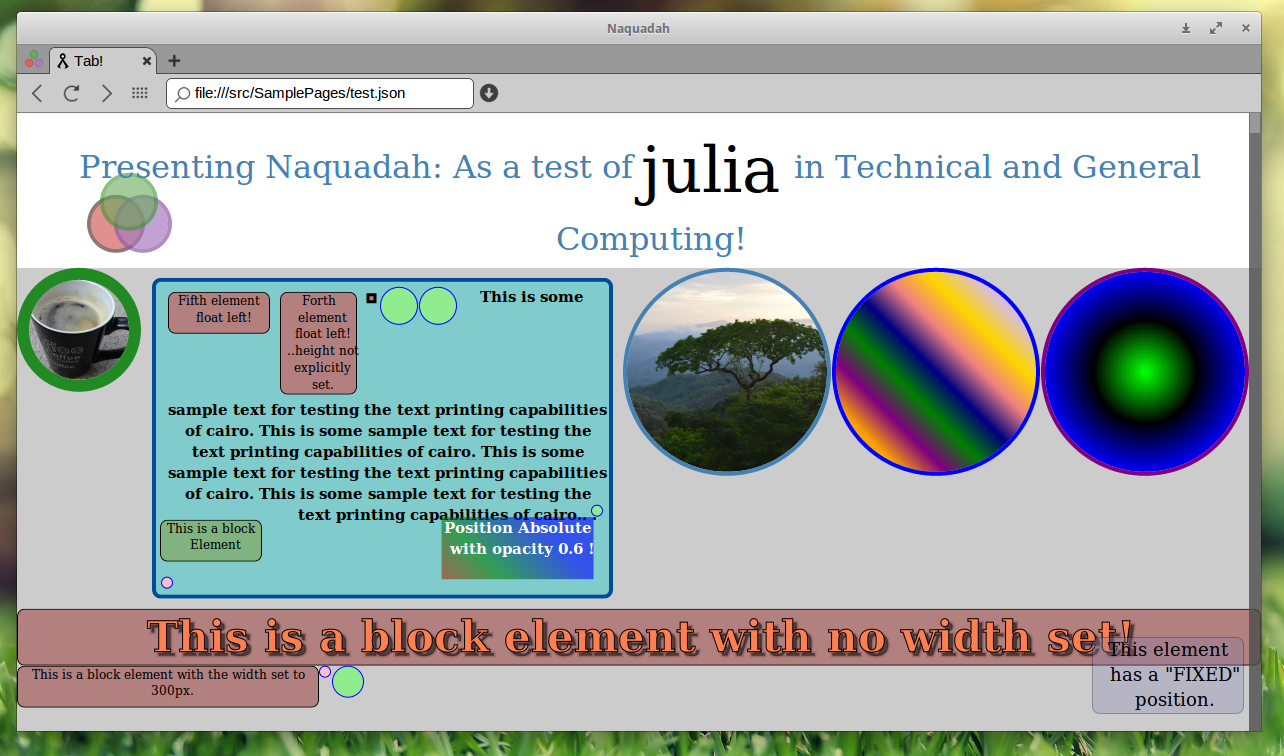 Naquadah
Tab!
file:///src/SamplePages/test.json
Presenting Naquadah: As a test of julia in Technical and General
Computing!
Fifth element
float left!
Forth
element
float left!
..height not
explicitly
set.
This is some
sample text for testing the text printing capabilities
of cairo. This is some sample text for testing the
text printing capabilities of cairo. This is some
sample text for testing the text printing capabilities
of cairo. This is some sample text for testing the
text printing capabilities of cairo.. .
This is a block
Element
Position Absolute
with opacity 0.6 !
This is a block element with no width set!
This element
has a "FIXED"
position.
This is a block element with the width set to
300px.